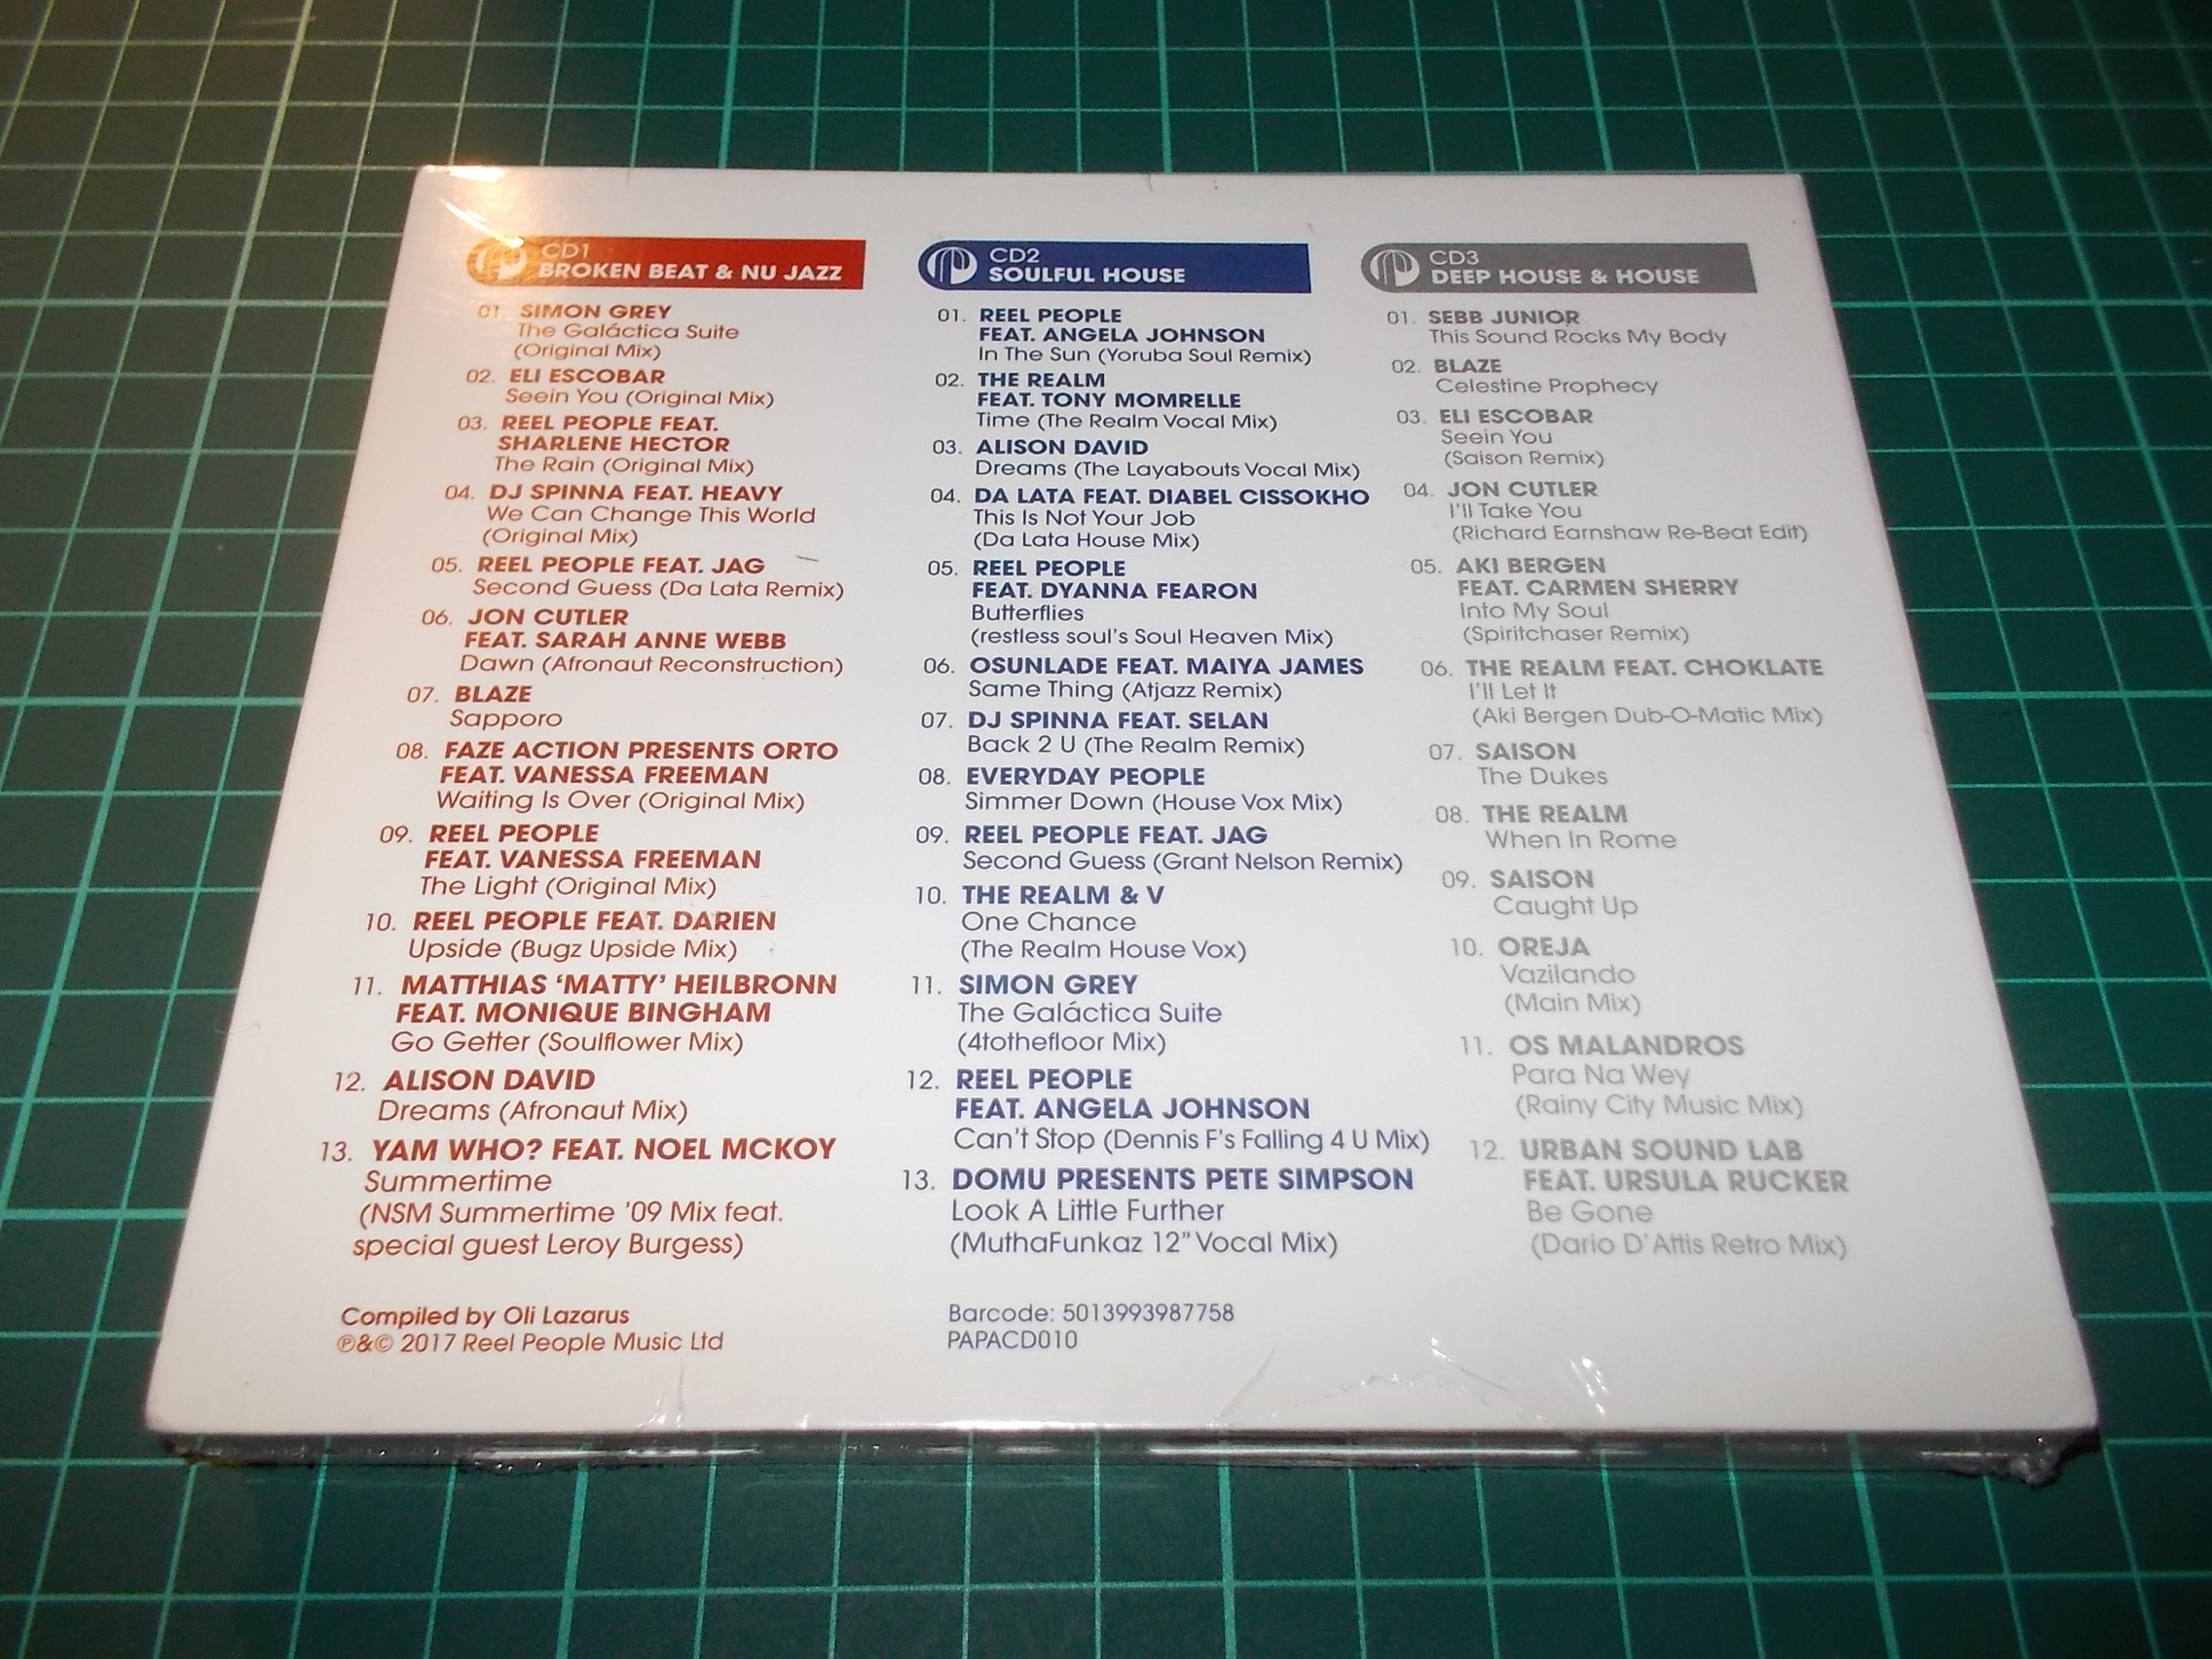 CD1
BROKEN BEAT & NU JAZZ
01. SIMON GREY
The Galáctica Suite
(Original Mix)
02. ELI ESCOBAR
Seein You (Original Mix)
03. REEL PEOPLE FEAT.
SHARLENE HECTOR
The Rain (Original Mix)
04. DJ SPINNA FEAT. HEAVY
We Can Change This World
(Original Mix)
05. REEL PEOPLE FEAT. JAG
Second Guess (Da Lata Remix)
06. JON CUTLER
FEAT. SARAH ANNE WEBB
Dawn (Afronaut Reconstruction)
07. BLAZE
Sapporo
08. FAZE ACTION PRESENTS ORTO
FEAT. VANESSA FREEMAN
Waiting Is Over (Original Mix)
09. REEL PEOPLE
FEAT. VANESSA FREEMAN
The Light (Original Mix)
10. REEL PEOPLE FEAT. DARIEN
Upside (Bugz Upside Mix)
11. MATTHIAS ‘MATTY’ HEILBRONN
FEAT. MONIQUE BINGHAM
Go Getter (Soulflower Mix)
12. ALISON DAVID
Dreams (Afronaut Mix)
13. YAM WHO? FEAT. NOEL MCKOY
Summertime
(NSM Summertime ’09 Mix feat.
special guest Leroy Burgess)
Compiled by Oli Lazarus
℗&© 2017 Reel People Music Ltd
CD2
SOULFUL HOUSE
01. REEL PEOPLE
FEAT. ANGELA JOHNSON
In The Sun (Yoruba Soul Remix)
02. THE REALM
FEAT. TONY MOMRELLE
Time (The Realm Vocal Mix)
03. ALISON DAVID
Dreams (The Layabouts Vocal Mix)
04. DA LATA FEAT. DIABEL CISSOKHO
This Is Not Your Job
(Da Lata House Mix)
05. REEL PEOPLE
FEAT. DYANNA FEARON
Butterflies
(restless soul’s Soul Heaven Mix)
06. OSUNLADE FEAT. MAIYA JAMES
Same Thing (Atjazz Remix)
07. DJ SPINNA FEAT. SELAN
Back 2 U (The Realm Remix)
08. EVERYDAY PEOPLE
Simmer Down (House Vox Mix)
09. REEL PEOPLE FEAT. JAG
Second Guess (Grant Nelson Remix)
10. THE REALM & V
One Chance
(The Realm House Vox)
11. SIMON GREY
The Galáctica Suite
(4tothefloor Mix)
12. REEL PEOPLE
FEAT. ANGELA JOHNSON
Can’t Stop (Dennis F’s Falling 4 U Mix)
13. DOMU PRESENTS PETE SIMPSON
Look A Little Further
(MuthaFunkaz 12” Vocal Mix)
Barcode: 5013993987758
PAPACD010
CD3
DEEP HOUSE & HOUSE
01. SEBB JUNIOR
This Sound Rocks My Body
02. BLAZE
Celestine Prophecy
03. ELI ESCOBAR
Seein You
(Saison Remix)
04. JON CUTLER
I’ll Take You
(Richard Earnshaw Re-Beat Edit)
05. AKI BERGEN
FEAT. CARMEN SHERRY
Into My Soul
(Spiritchaser Remix)
06. THE REALM FEAT. CHOKLATE
I’ll Let It
(Aki Bergen Dub-O-Matic Mix)
07. SAISON
The Dukes
08. THE REALM
When In Rome
09. SAISON
Caught Up
10. OREJA
Vazilando
(Main Mix)
11. OS MALANDROS
Para Na Wey
(Rainy City Music Mix)
12. URBAN SOUND LAB
FEAT. URSULA RUCKER
Be Gone
(Dario D’Attis Retro Mix)